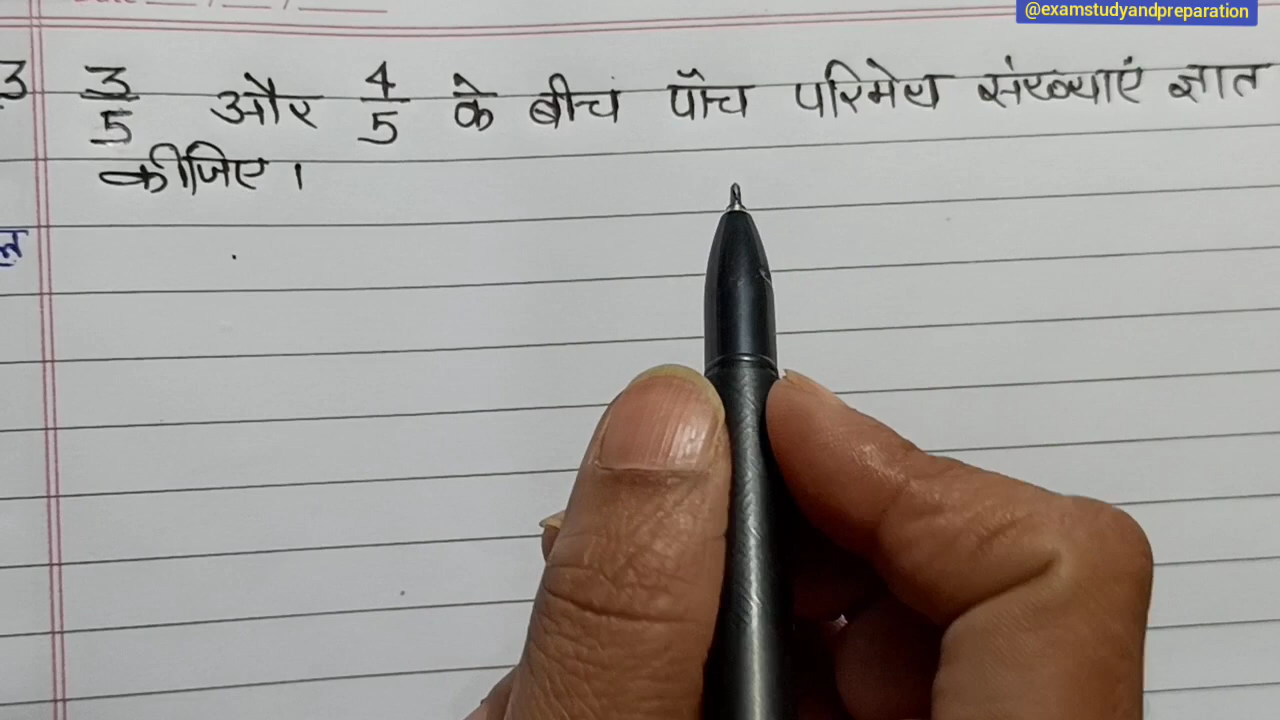 @examstudyandpreparation
3 3/5 और 4/5 के बीच पाँच परिमेय संख्याएं ज्ञात
कीजिए ।